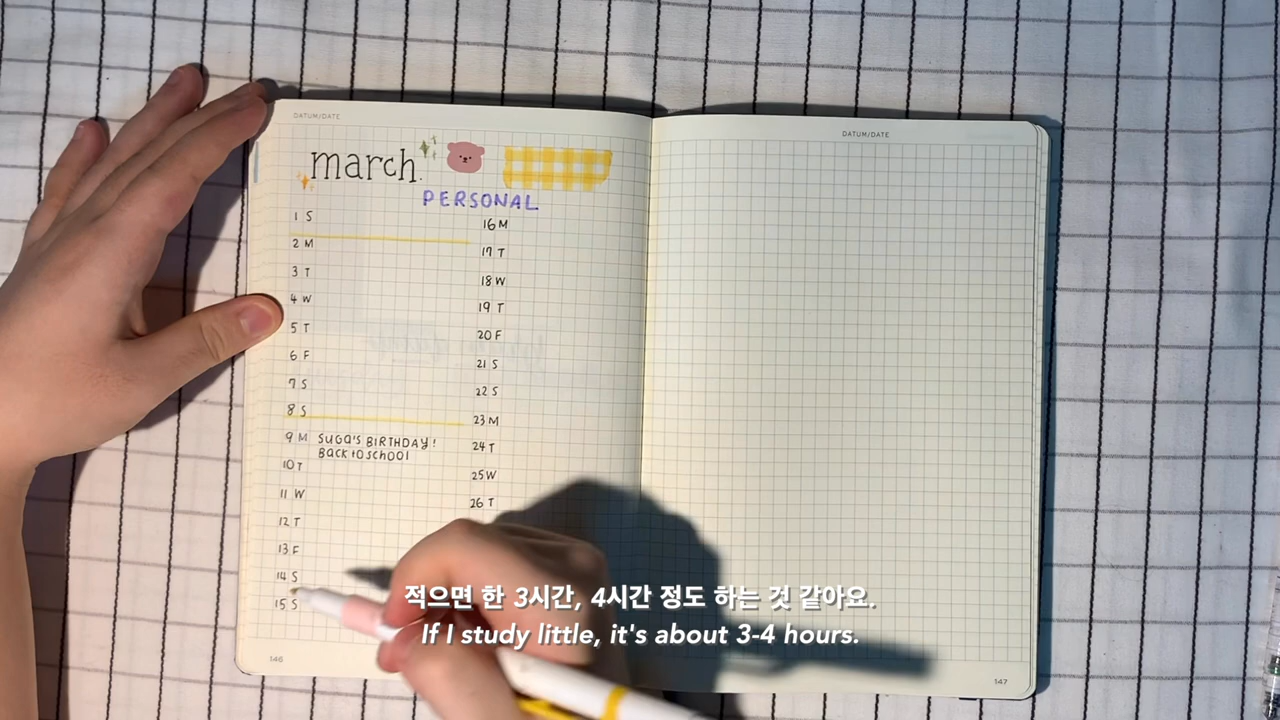 DATUM/DATE
march.
PERSONAL
1 S
2 M
3 T
4 W
5 T
6 F
7 S
8 S
9 M SUGA'S BIRTHDAY!
BACK TO SCHOOL
10 T
11 W
12 T
13 F
14 S
15 S
16 M
17 T
18 W
19 T
20 F
21 S
22 S
23 M
24 T
25 W
26 T
146
DATUM/DATE
147
적으면 한 3시간, 4시간 정도 하는 것 같아요.
If I study little, it's about 3-4 hours.